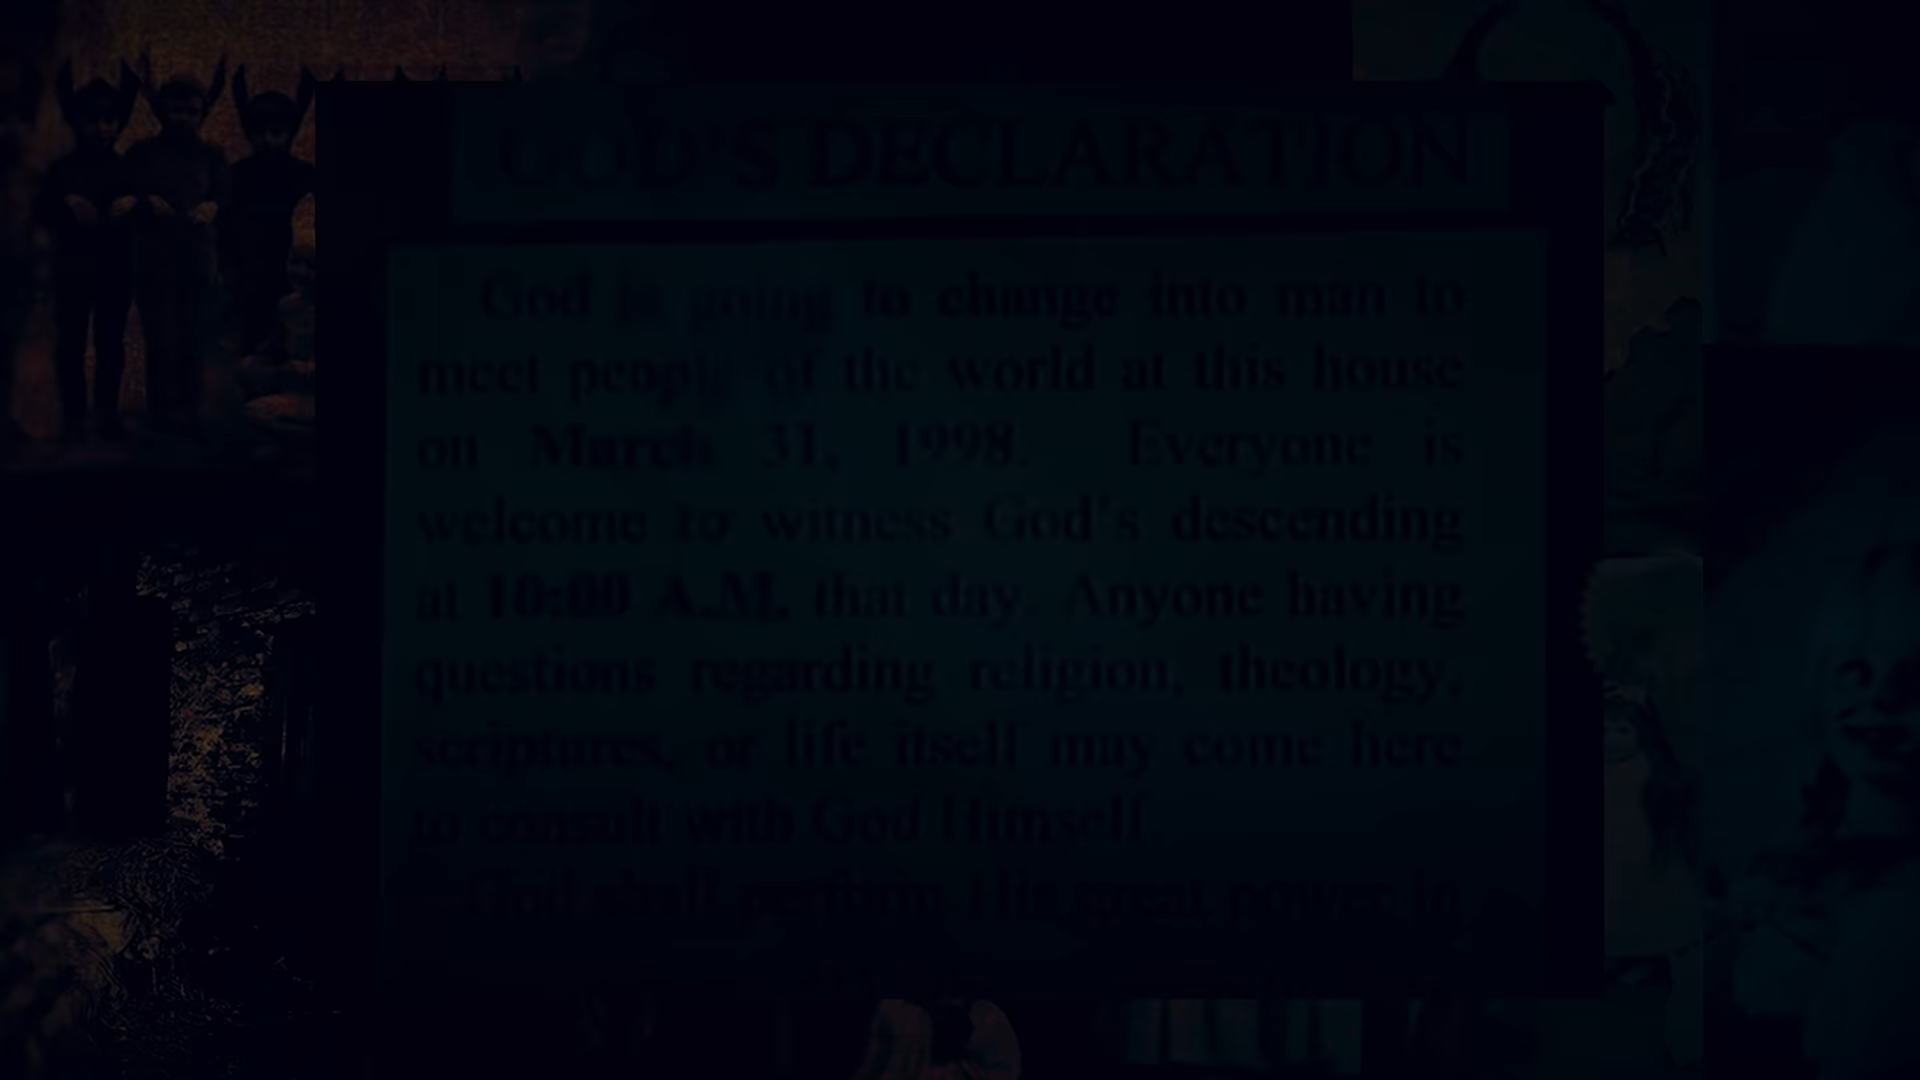 GOD'S DECLARATION
God is going to change into man to
meet people of the world at this house
on March 31, 1998. Everyone is
welcome to witness God's descending
at 10:00 A.M. that day. Anyone having
questions regarding religion, theology,
scriptures, or life itself may come here
to consult with God Himself.
God shall perform His great power in